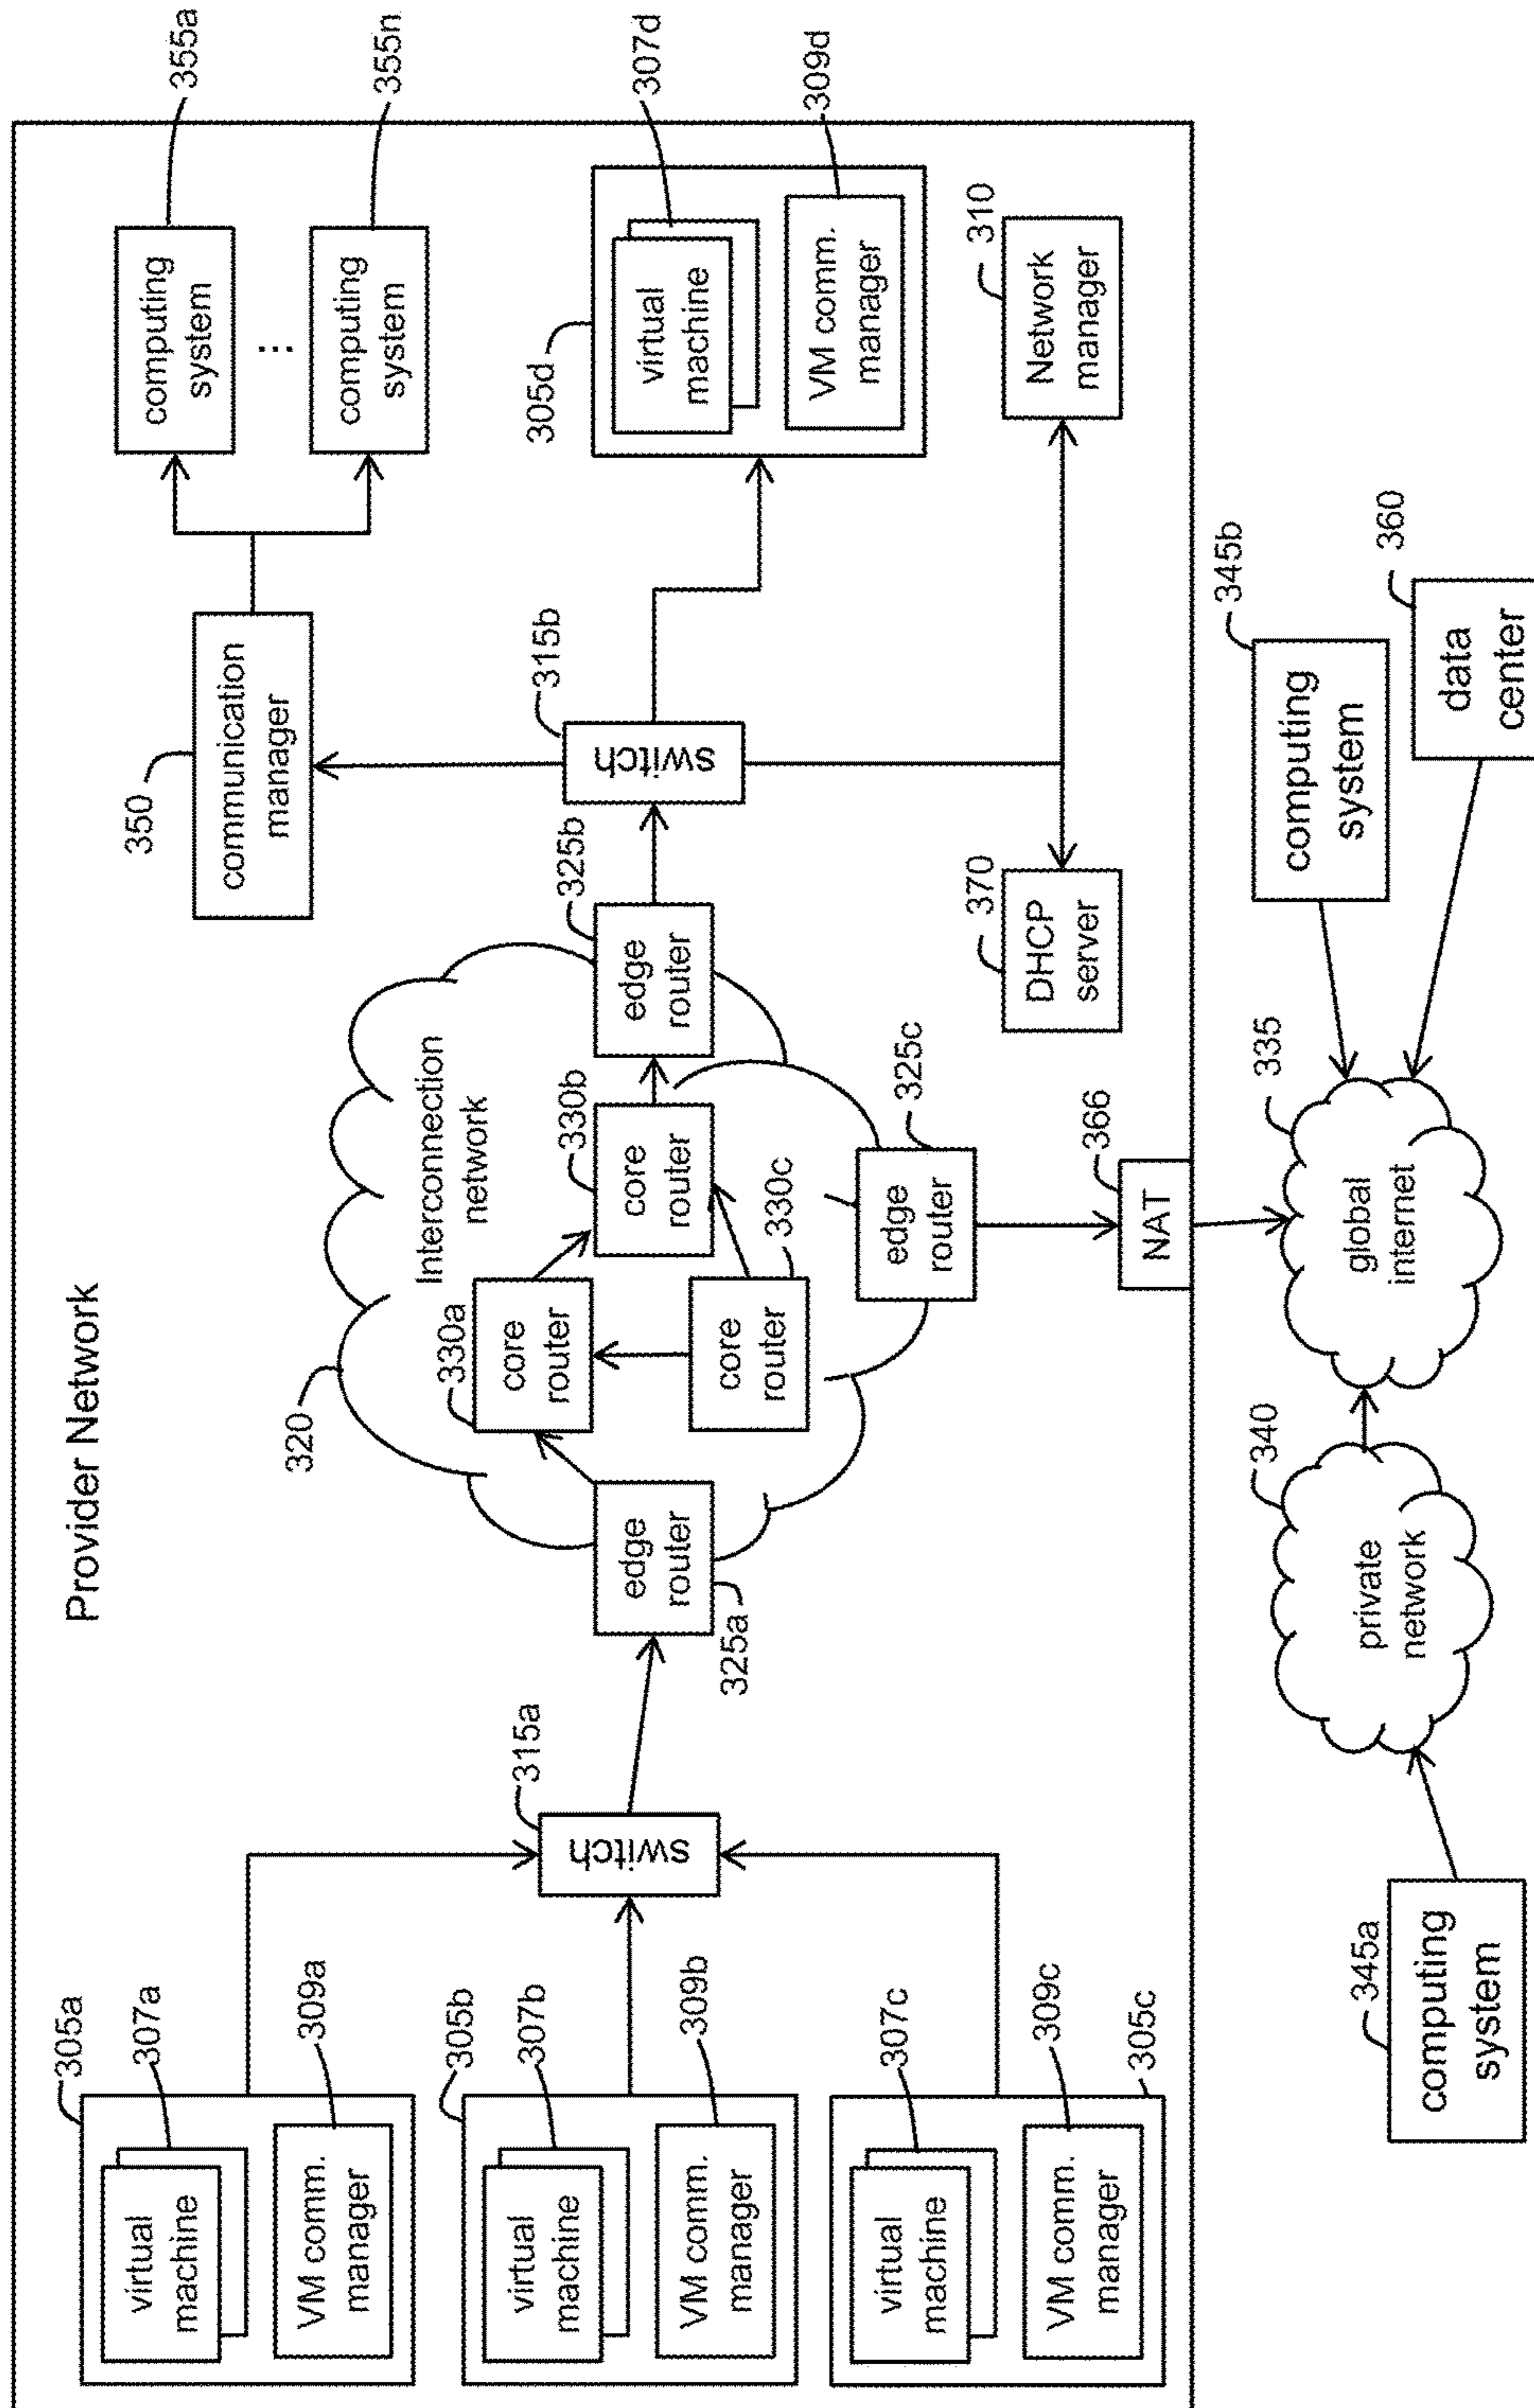 Provider Network
305a
307a
virtual
machine
309a
VM comm.
manager
305b
307b
virtual
machine
309b
VM comm.
manager
307c
virtual
machine
309c
VM comm.
manager
305c
315a
switch
320
Interconnection
network
325a
edge
router
330a
core
router
330b
core
router
330c
core
router
325b
edge
router
325c
edge
router
350
communication
manager
315b
switch
355a
computing
system
...
355n
computing
system
305d
307d
virtual
machine
309d
VM comm.
manager
310
Network
manager
370
DHCP
server
366
NAT
345a
computing
system
340
private
network
335
global
internet
345b
computing
system
360
data
center